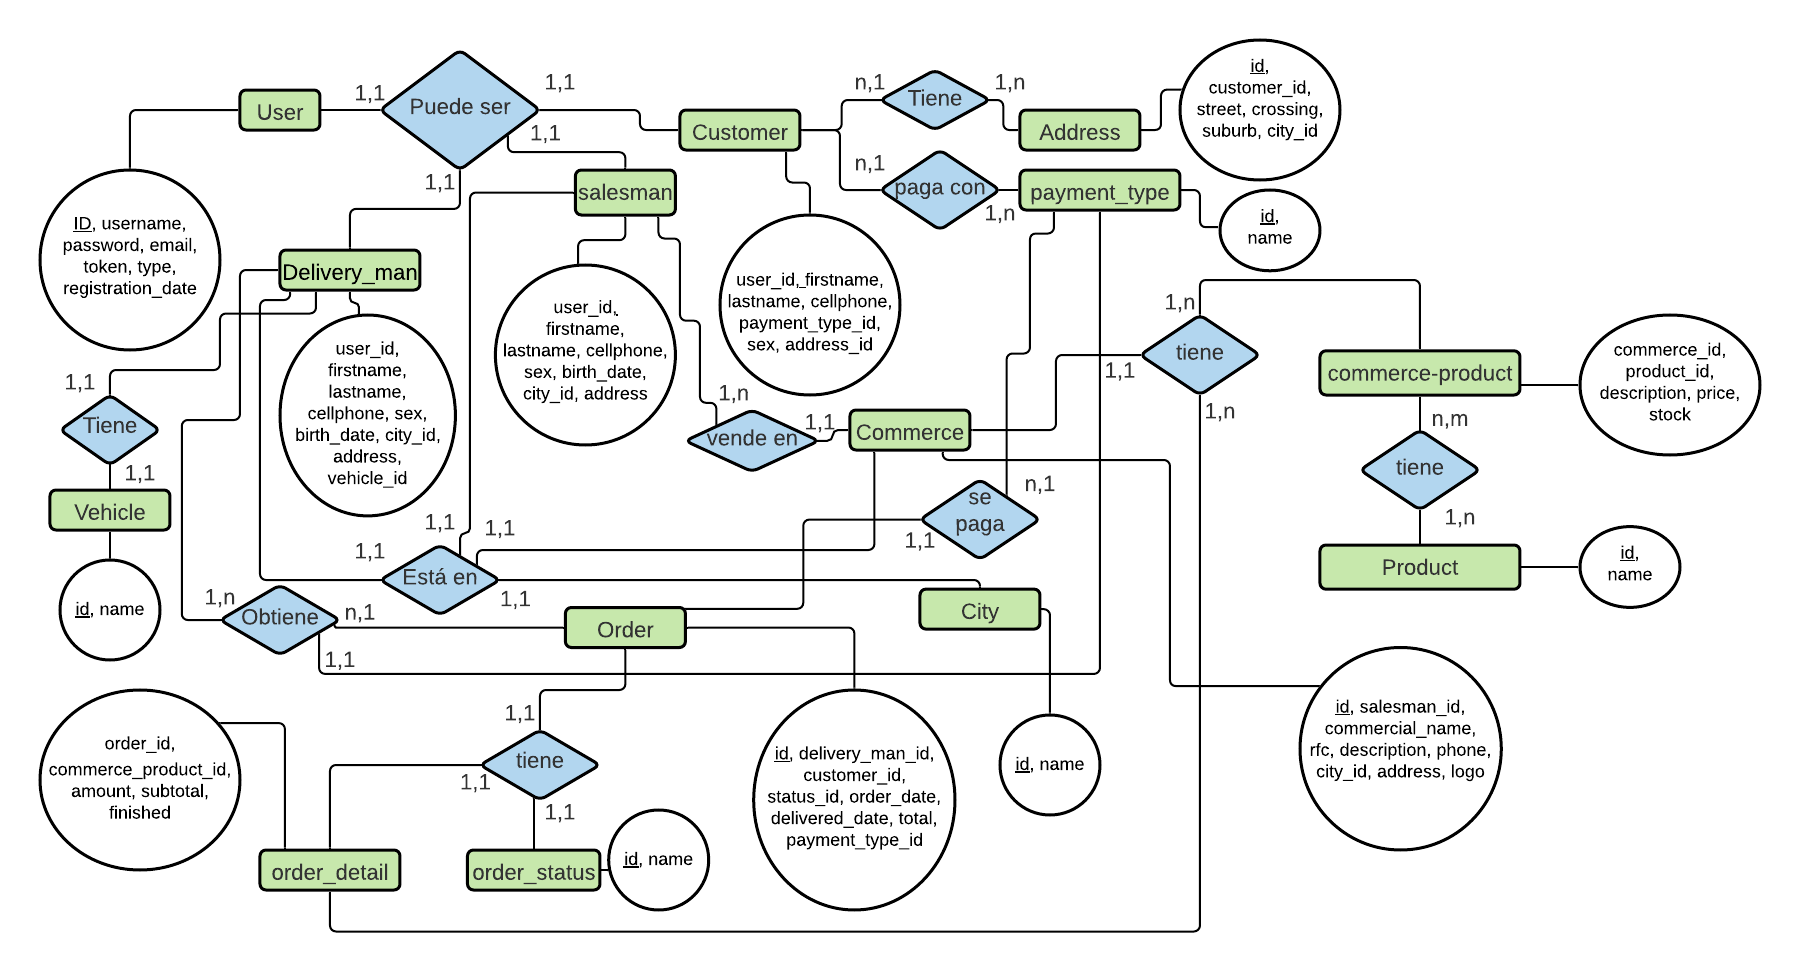 User
1,1
Puede ser
1,1
1,1
1,1
Customer
n,1
Tiene
1,n
Address
id,
customer_id,
street, crossing,
suburb, city_id
n,1
paga con
1,n
payment_type
id,
name
salesman
ID, username,
password, email,
token, type,
registration_date
Delivery_man
user_id,
firstname,
lastname, cellphone,
sex, birth_date,
city_id, address
user_id, firstname,
lastname, cellphone,
payment_type_id,
sex, address_id
user_id,
firstname,
lastname,
cellphone, sex,
birth_date, city_id,
address,
vehicle_id
1,n
tiene
1,1
1,n
commerce-product
commerce_id,
product_id,
description, price,
stock
1,1
Tiene
1,1
Vehicle
id, name
1,n
vende en
1,1
Commerce
n,m
tiene
1,n
Product
id,
name
se
paga
n,1
1,1
1,1
1,1
1,1
Está en
1,1
City
1,n
Obtiene
n,1
1,1
Order
id, name
order_id,
commerce_product_id,
amount, subtotal,
finished
1,1
tiene
1,1
1,1
order_detail
order_status
id, name
id, delivery_man_id,
customer_id,
status_id, order_date,
delivered_date, total,
payment_type_id
id, salesman_id,
commercial_name,
rfc, description, phone,
city_id, address, logo